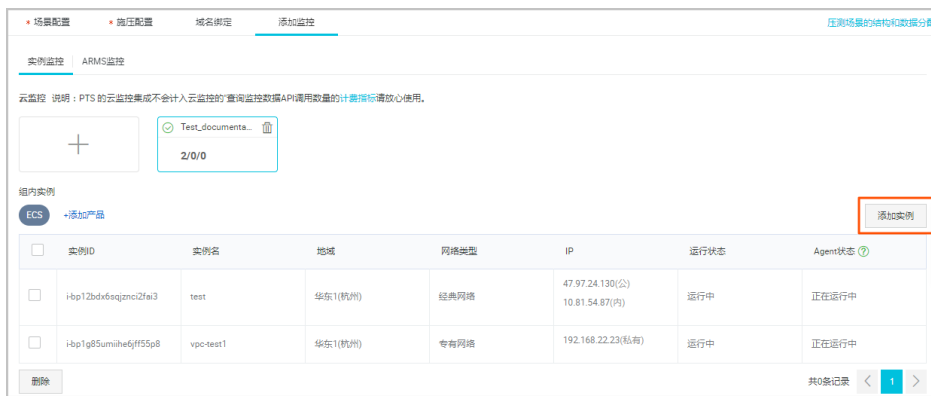 * 场景配置 * 施压配置 域名绑定 添加监控 压测场景的结构和数据分配
实例监控 ARMS监控
云监控 说明：PTS 的云监控集成不会计入云监控的"查询监控数据API调用数量的计费指标请放心使用。
Test_documenta...
2/0/0
组内实例
ECS +添加产品 添加实例
实例ID 实例名 地域 网络类型 IP 运行状态 Agent状态 ?
i-bp12bdx6sqjznci2fai3 test 华东1(杭州) 经典网络 47.97.24.130(公) 运行中 正在运行中
10.81.54.87(内)
i-bp1g85umiihe6jff55p8 vpc-test1 华东1(杭州) 专有网络 192.168.22.23(私有) 运行中 正在运行中
删除 共0条记录 < 1 >